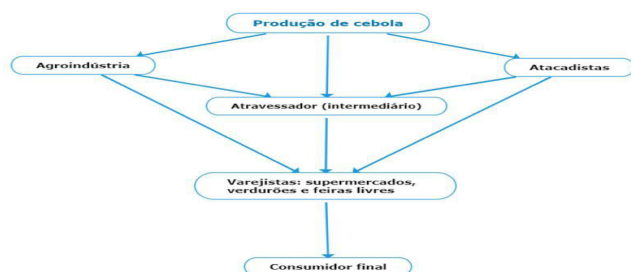 Produção de cebola
Agroindústria
Atacadistas
Atravessador (intermediário)
Varejistas: supermercados,
verdurões e feiras livres
Consumidor final